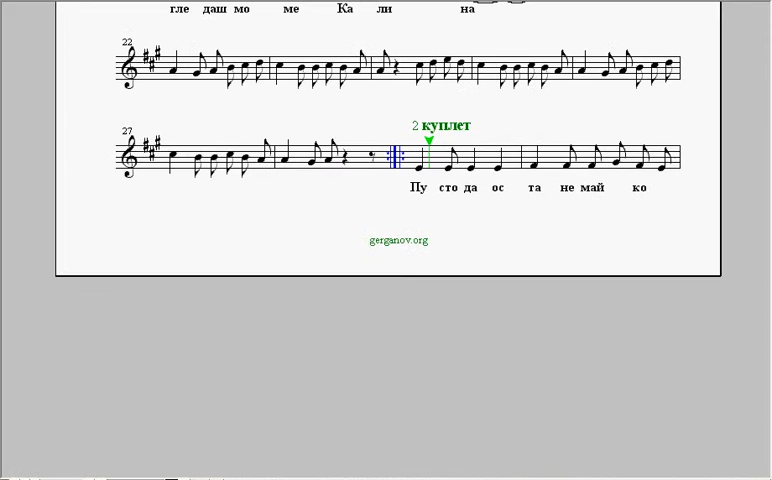 гле даш мо ме Ка ли на
22
27
2 куплет
Пу сто да ос та не май ко
gerganov.org